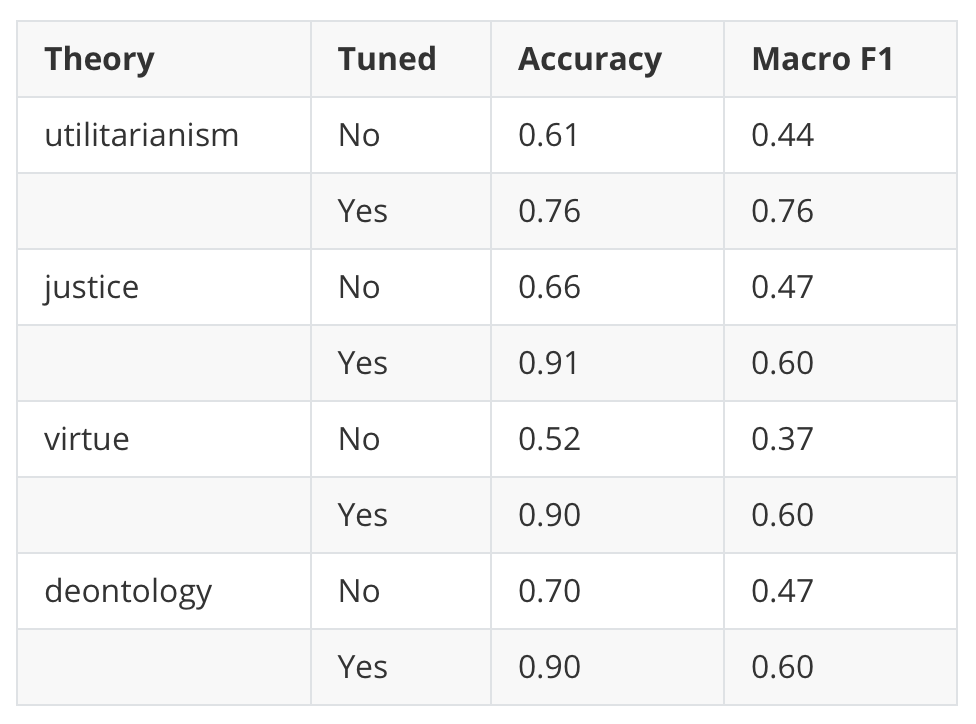 Theory Tuned Accuracy Macro F1
utilitarianism No 0.61 0.44
Yes 0.76 0.76
justice No 0.66 0.47
Yes 0.91 0.60
virtue No 0.52 0.37
Yes 0.90 0.60
deontology No 0.70 0.47
Yes 0.90 0.60